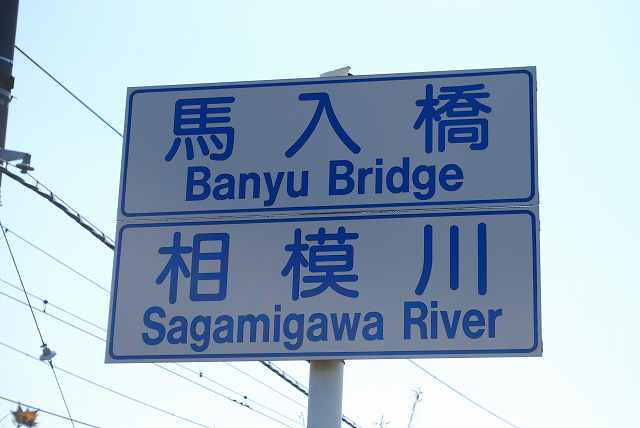 馬入橋
Banyu Bridge
相模川
Sagamigawa River